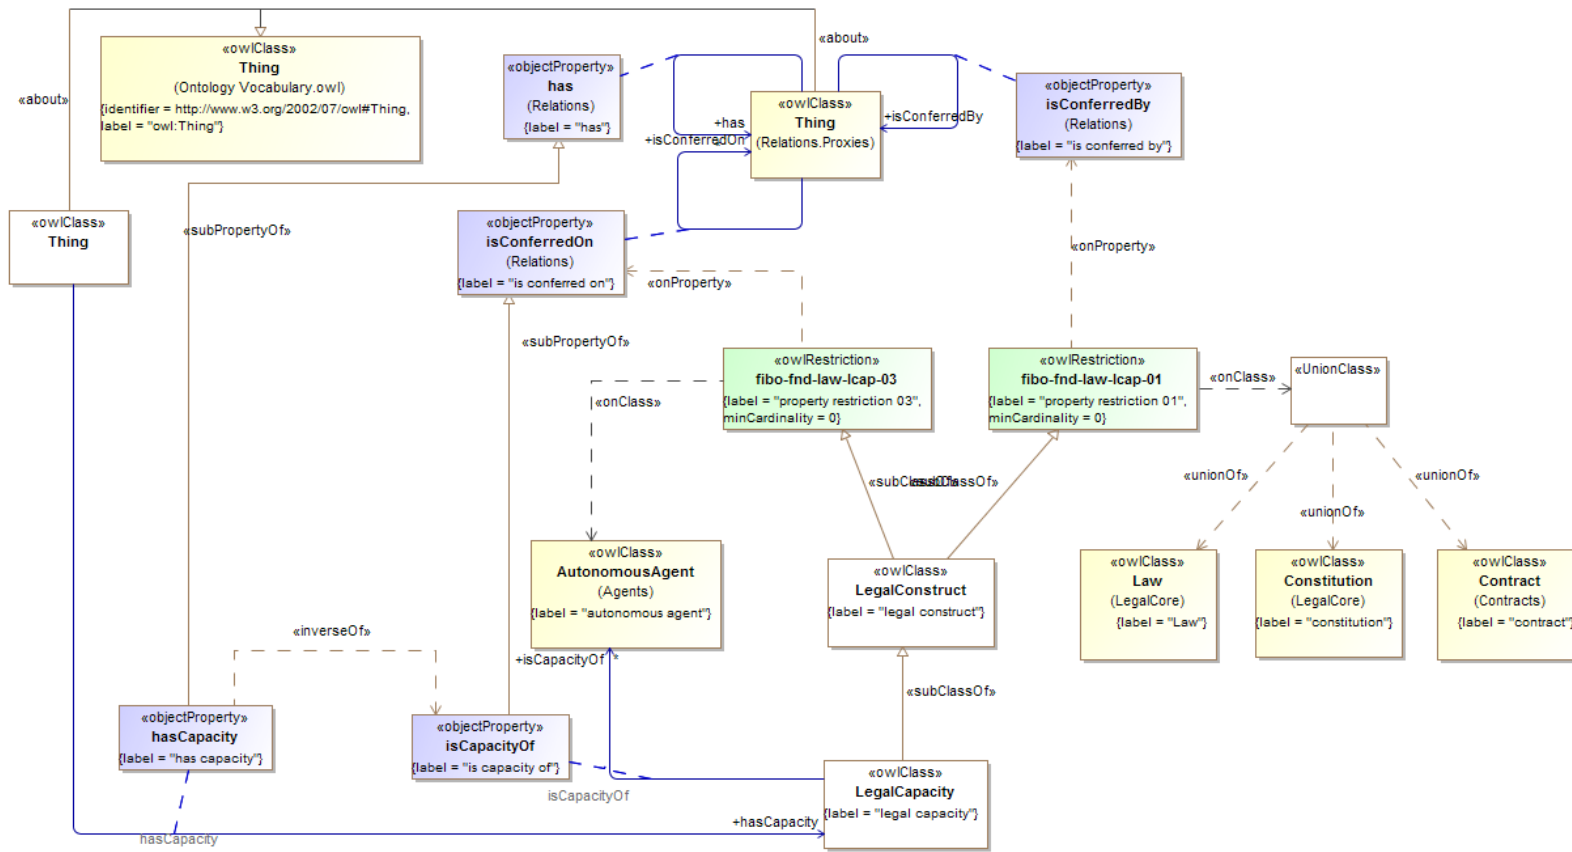 «owlClass»
Thing
(Ontology Vocabulary.owl)
{identifier = http://www.w3.org/2002/07/owl#Thing,
label = "owl:Thing"}
«about»
«about»
«objectProperty»
has
(Relations)
{label = "has"}
«owlClass»
Thing
(Relations.Proxies)
+has
+isConferredOn
+isConferredBy
«objectProperty»
isConferredBy
(Relations)
{label = "is conferred by"}
«owlClass»
Thing
«subPropertyOf»
«objectProperty»
isConferredOn
(Relations)
{label = "is conferred on"}
«onProperty»
«onProperty»
«subPropertyOf»
«owlRestriction»
fibo-fnd-law-lcap-03
{label = "property restriction 03",
minCardinality = 0}
«owlRestriction»
fibo-fnd-law-lcap-01
{label = "property restriction 01",
minCardinality = 0}
«onClass»
«UnionClass»
«onClass»
«subClassOf»
«subClassOf»
«unionOf»
«unionOf»
«unionOf»
«owlClass»
AutonomousAgent
(Agents)
{label = "autonomous agent"}
«owlClass»
LegalConstruct
{label = "legal construct"}
«owlClass»
Law
(LegalCore)
{label = "Law"}
«owlClass»
Constitution
(LegalCore)
{label = "constitution"}
«owlClass»
Contract
(Contracts)
{label = "contract"}
«inverseOf»
+isCapacityOf *
«subClassOf»
«objectProperty»
hasCapacity
{label = "has capacity"}
«objectProperty»
isCapacityOf
{label = "is capacity of"}
isCapacityOf
«owlClass»
LegalCapacity
{label = "legal capacity"}
+hasCapacity
hasCapacity